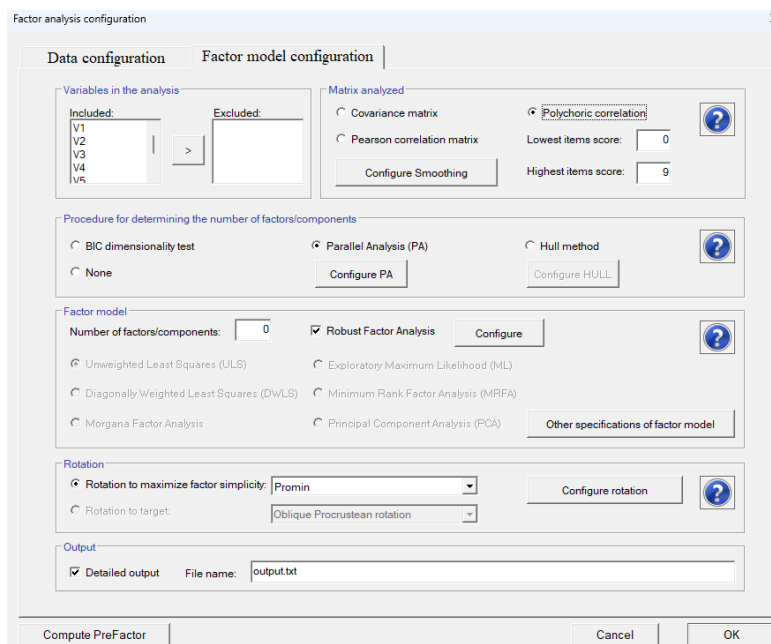 Factor analysis configuration
Data configuration Factor model configuration
Variables in the analysis
Included: Excluded:
V1
V2
V3
V4
V5
>
Matrix analyzed
Covariance matrix Polychoric correlation
Pearson correlation matrix Lowest items score: 0
Configure Smoothing Highest items score: 9
?
Procedure for determining the number of factors/components
BIC dimensionality test Parallel Analysis (PA) Hull method
None Configure PA Configure HULL
?
Factor model
Number of factors/components: 0 Robust Factor Analysis Configure
?
Unweighted Least Squares (ULS) Exploratory Maximum Likelihood (ML)
Diagonally Weighted Least Squares (DWLS) Minimum Rank Factor Analysis (MRFA)
Morgana Factor Analysis Principal Component Analysis (PCA) Other specifications of factor model
Rotation
Rotation to maximize factor simplicity: Promin Configure rotation
?
Rotation to target: Oblique Procrustean rotation
Output
Detailed output File name: output.txt
Compute PreFactor Cancel OK